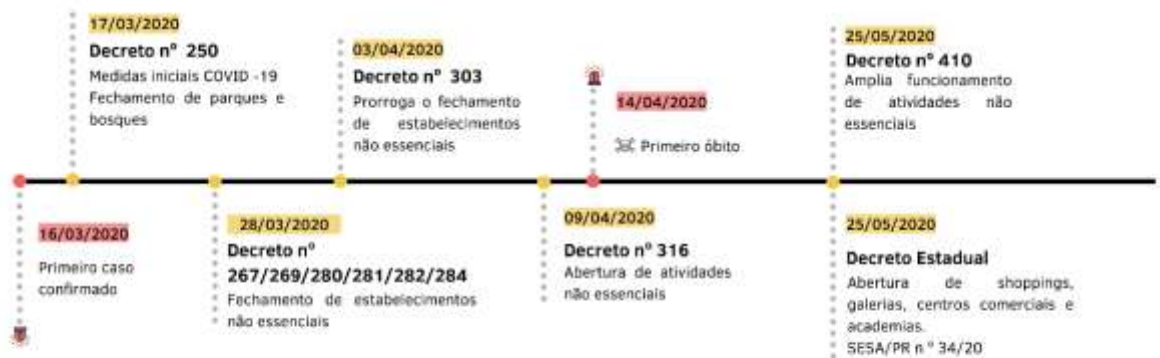 17/03/2020
Decreto nº 250
Medidas iniciais COVID -19
Fechamento de parques e
bosques
03/04/2020
Decreto nº 303
Prorroga o fechamento
de estabelecimentos
não essenciais
14/04/2020
Primeiro óbito
25/05/2020
Decreto nº 410
Amplia funcionamento
de atividades não
essenciais
16/03/2020
Primeiro caso
confirmado
28/03/2020
Decreto nº
267/269/280/281/282/284
Fechamento de estabelecimentos
não essenciais
09/04/2020
Decreto nº 316
Abertura de atividades
não essenciais
25/05/2020
Decreto Estadual
Abertura de shoppings,
galerias, centros comerciais e
academias.
SESA/PR n º 34/20